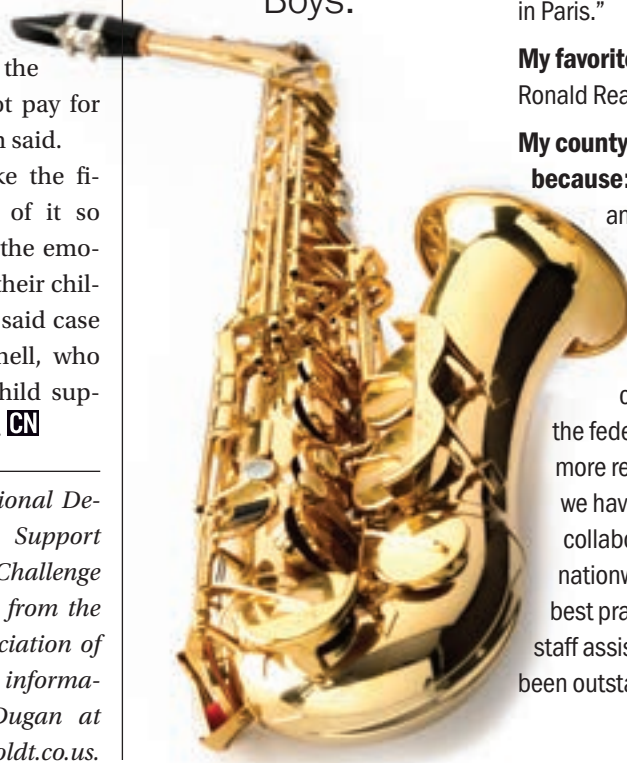 the
ot pay for
n said.
ke the fi-
of it so
the emo-
their chil-
said case
nell, who
hild sup-
CN
ional De-
Support
Challenge
from the
ciation of
informa-
Dugan at
oldt.co.us.
Boys.
in Paris.”
My favorite
Ronald Rea
My county
because:
an
the fede
more re
we hav
collabo
nationw
best pra
staff assis
been outsta